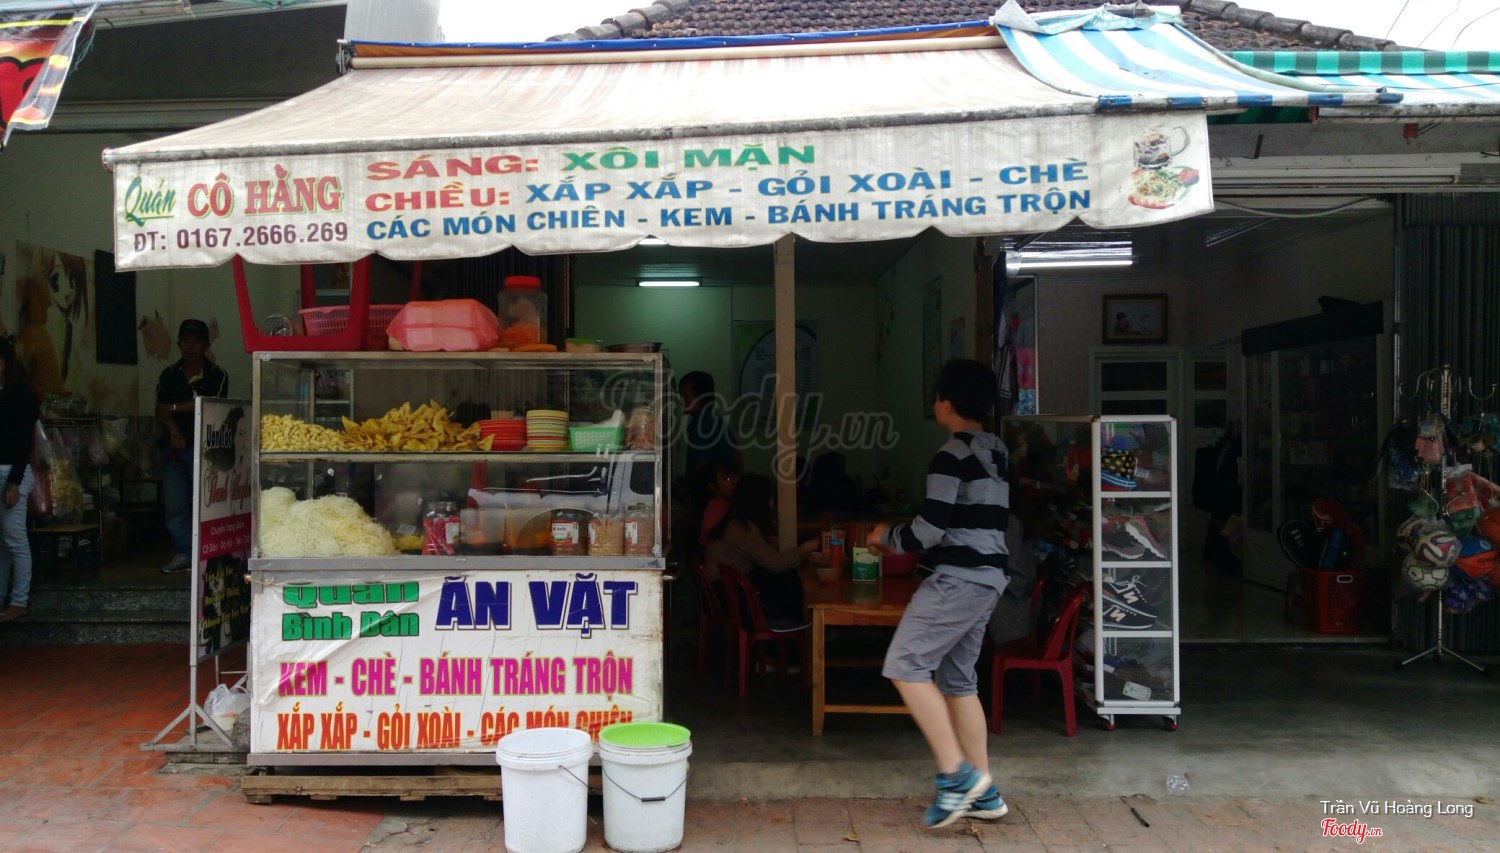 Quán CÔ HẰNG
ĐT: 0167.2666.269
SÁNG: XÔI MẶN
CHIỀU: XẮP XẮP - GỎI XOÀI - CHÈ
CÁC MÓN CHIÊN - KEM - BÁNH TRÁNG TRỘN
Foody.vn
Quán
Bình Dân
ĂN VẶT
KEM - CHÈ - BÁNH TRÁNG TRỘN
XẮP XẮP - GỎI XOÀI - CÁC MÓN CHIÊN
Trần Vũ Hoàng Long
Foody.vn